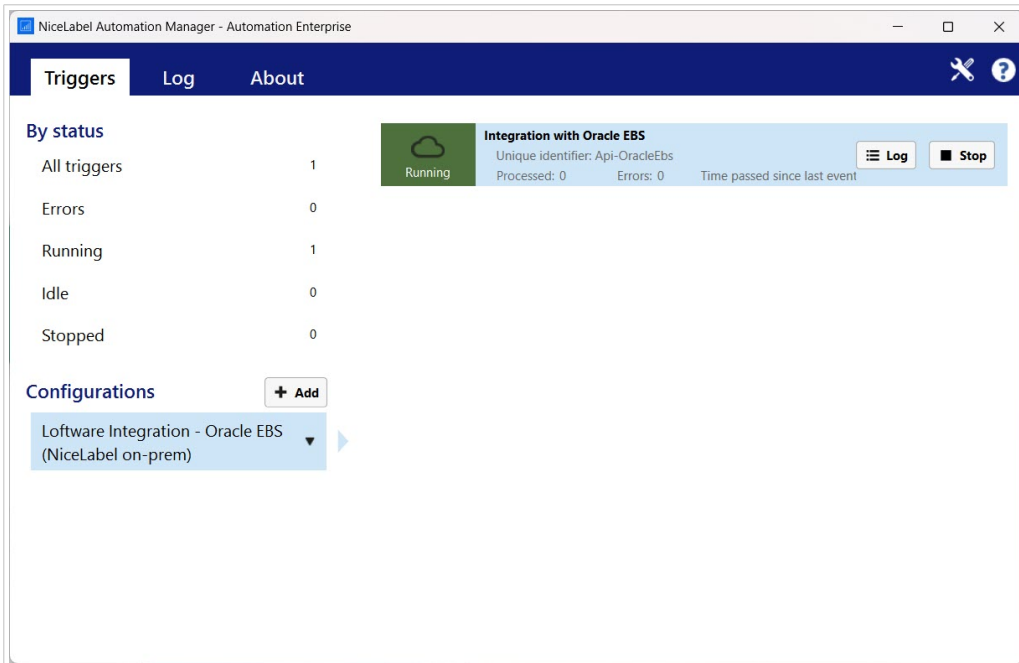 NiceLabel Automation Manager - Automation Enterprise
Triggers Log About
By status
All triggers 1
Errors 0
Running 1
Idle 0
Stopped 0
Configurations + Add
Loftware Integration - Oracle EBS
(NiceLabel on-prem)
Integration with Oracle EBS
Unique identifier: Api-OracleEbs
Running Processed: 0 Errors: 0 Time passed since last event
Log Stop